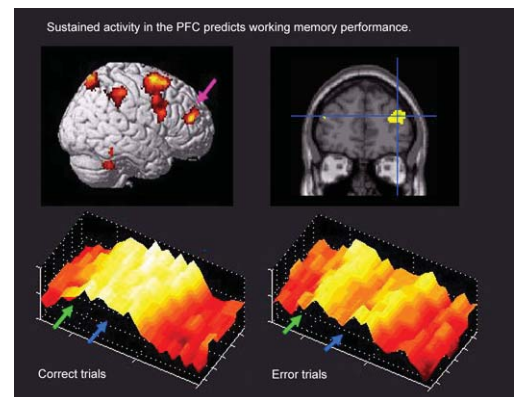 Sustained activity in the PFC predicts working memory performance.
Correct trials
Error trials